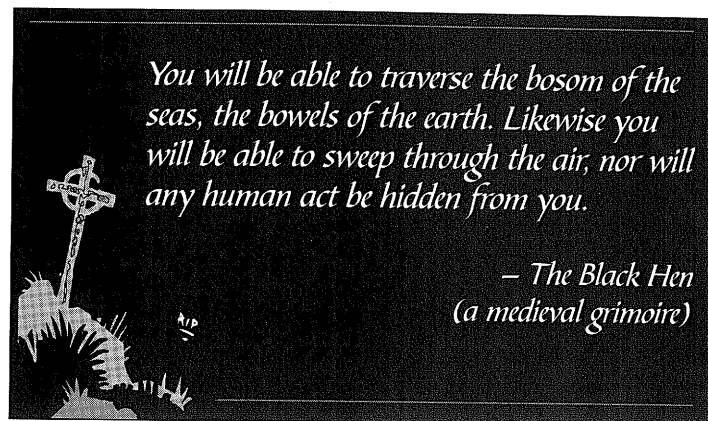 You will be able to traverse the bosom of the
seas, the bowels of the earth. Likewise you
will be able to sweep through the air, nor will
any human act be hidden from you.
– The Black Hen
(a medieval grimoire)
RIP